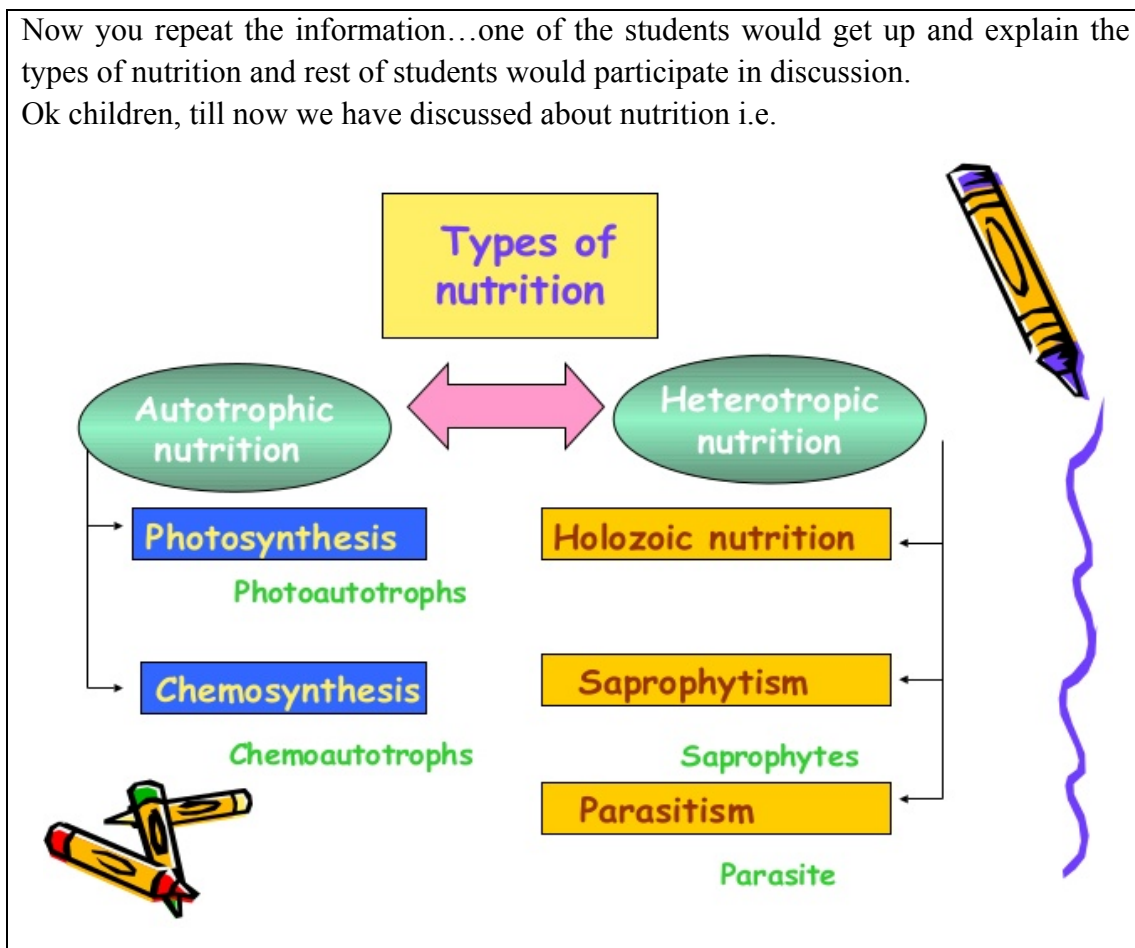 Now you repeat the information…one of the students would get up and explain the
types of nutrition and rest of students would participate in discussion.
Ok children, till now we have discussed about nutrition i.e.
Types of
nutrition
Autotrophic
nutrition
Heterotropic
nutrition
Photosynthesis
Photoautotrophs
Chemosynthesis
Chemoautotrophs
Holozoic nutrition
Saprophytism
Saprophytes
Parasitism
Parasite